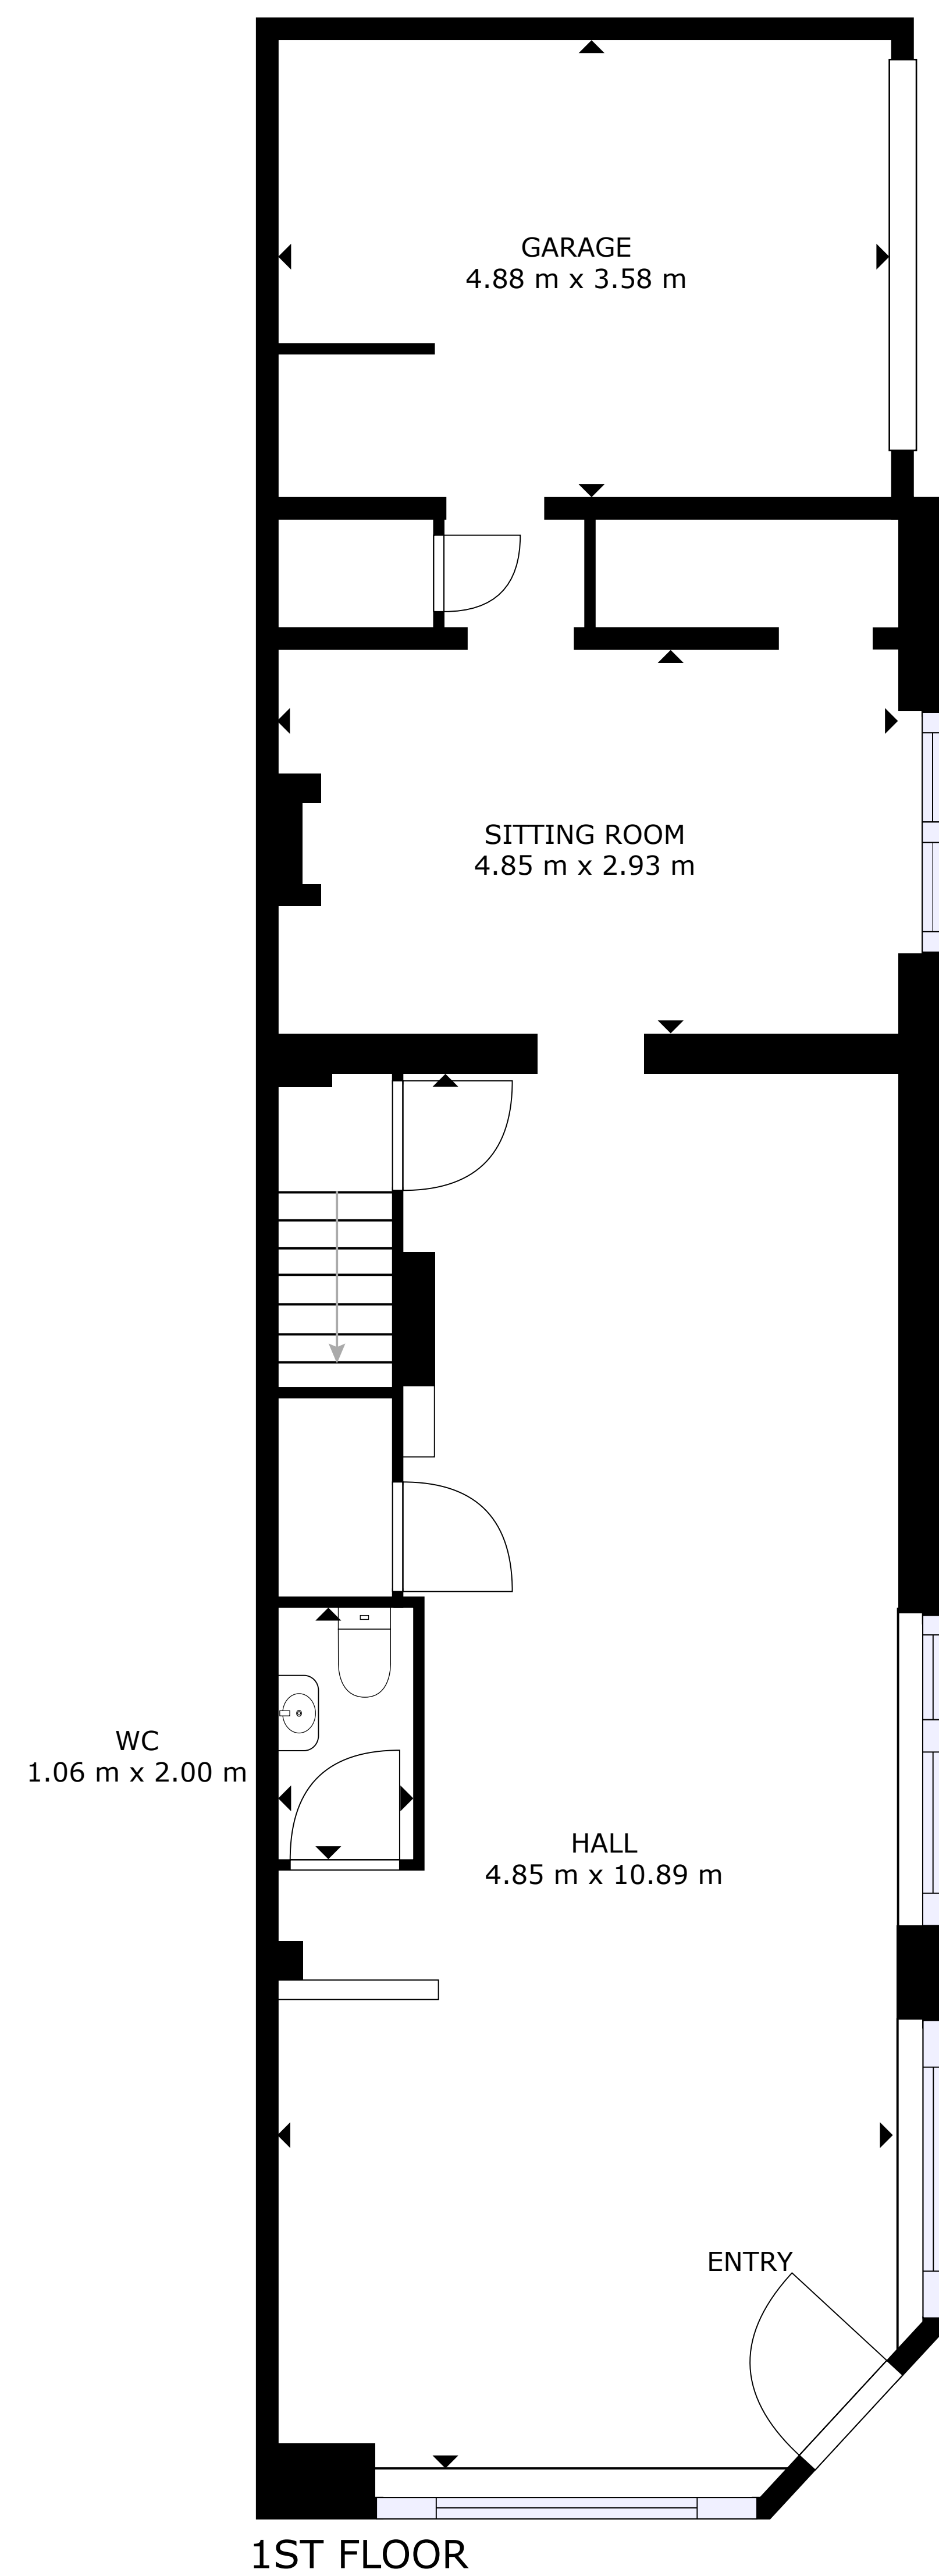 GARAGE
4.88 m x 3.58 m
SITTING ROOM
4.85 m x 2.93 m
WC
1.06 m x 2.00 m
HALL
4.85 m x 10.89 m
ENTRY
1ST FLOOR